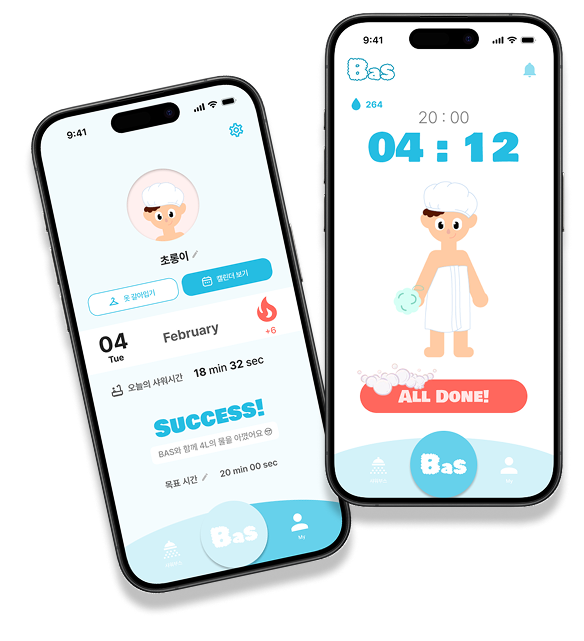 9:41
초롱이
옷 갈아입기
캘린더 보기
04
Tue
February
+6
오늘의 샤워시간
18 min 32 sec
SUCCESS!
BAS와 함께 4L의 물을 아꼈어요 😎
목표 시간
20 min 00 sec
BAS
My
9:41
BAS
264
20 : 00
04 : 12
ALL DONE!
BAS
My